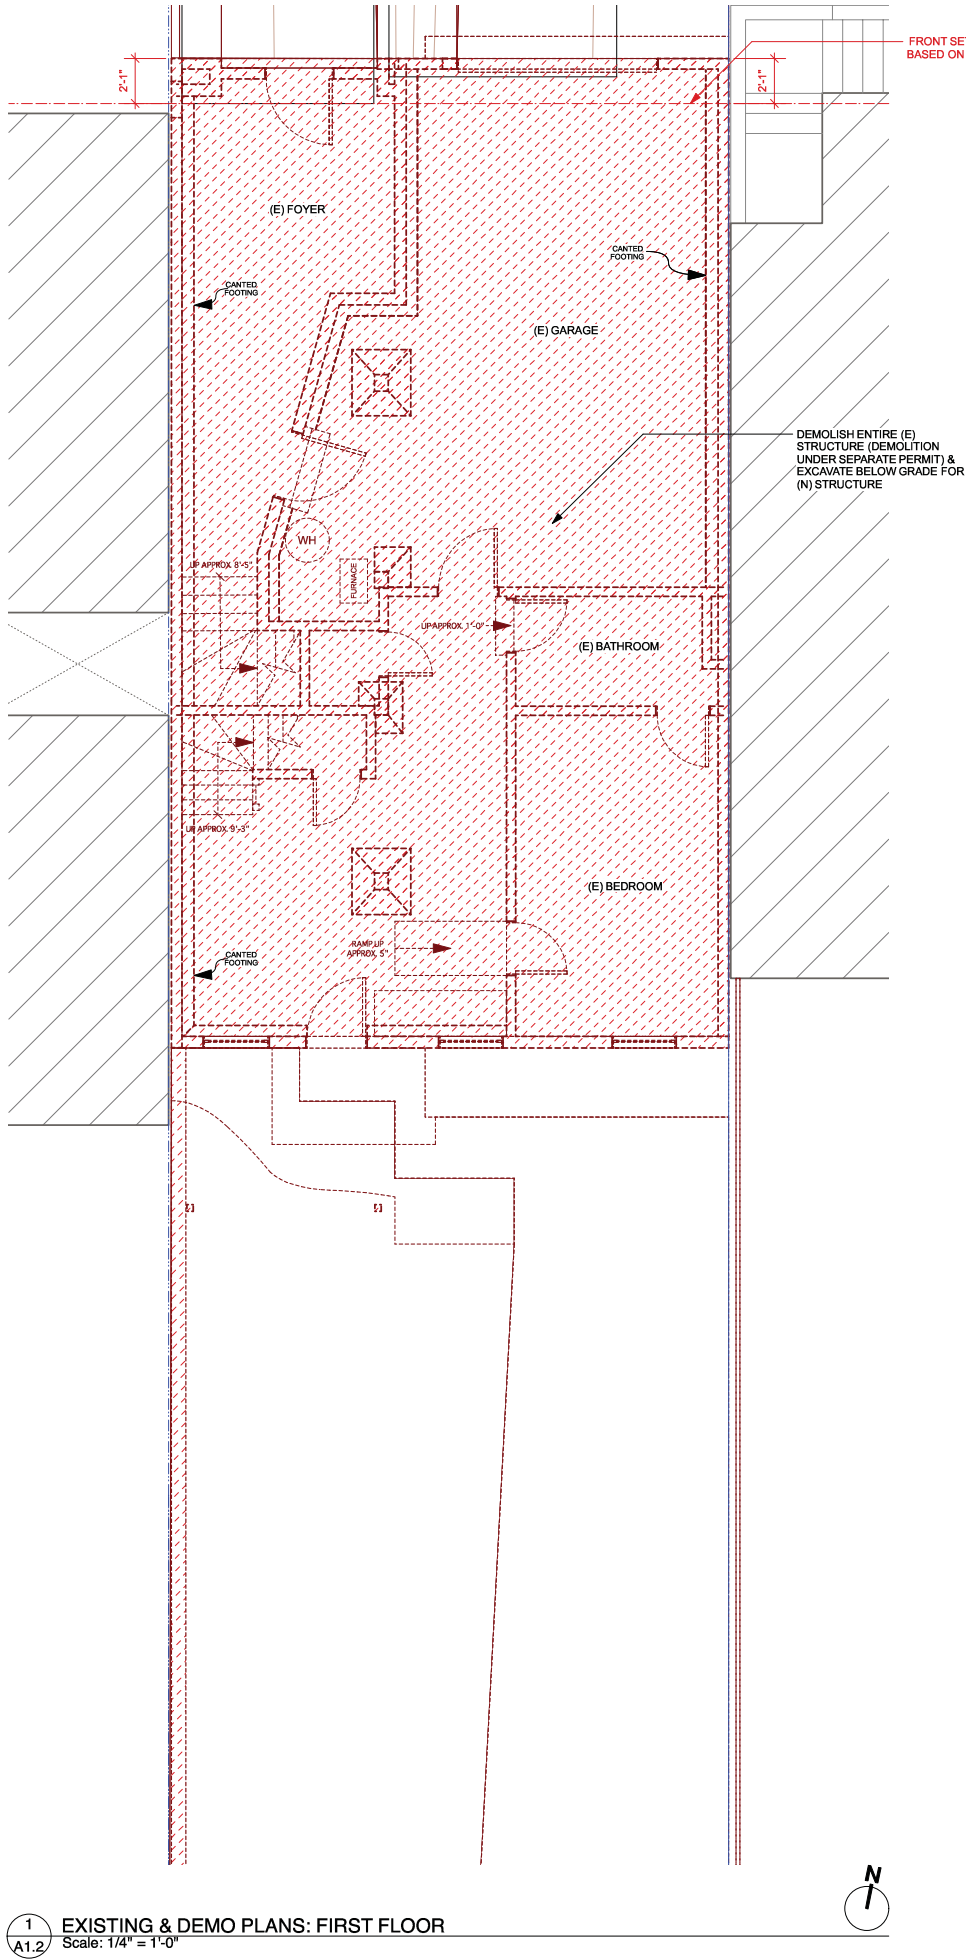 FRONT SE
BASED ON
2'-1"
2'-1"
(E) FOYER
CANTED
FOOTING
CANTED
FOOTING
(E) GARAGE
DEMOLISH ENTIRE (E)
STRUCTURE (DEMOLITION
UNDER SEPARATE PERMIT) &
EXCAVATE BELOW GRADE FOR
(N) STRUCTURE
WH
UP APPROX. 8'-5"
FURNACE
UP APPROX. 1'-0"
(E) BATHROOM
UP APPROX. 9'-3"
(E) BEDROOM
RAMP UP
APPROX. 5"
CANTED
FOOTING
N
1
A1.2
EXISTING & DEMO PLANS: FIRST FLOOR
Scale: 1/4" = 1'-0"